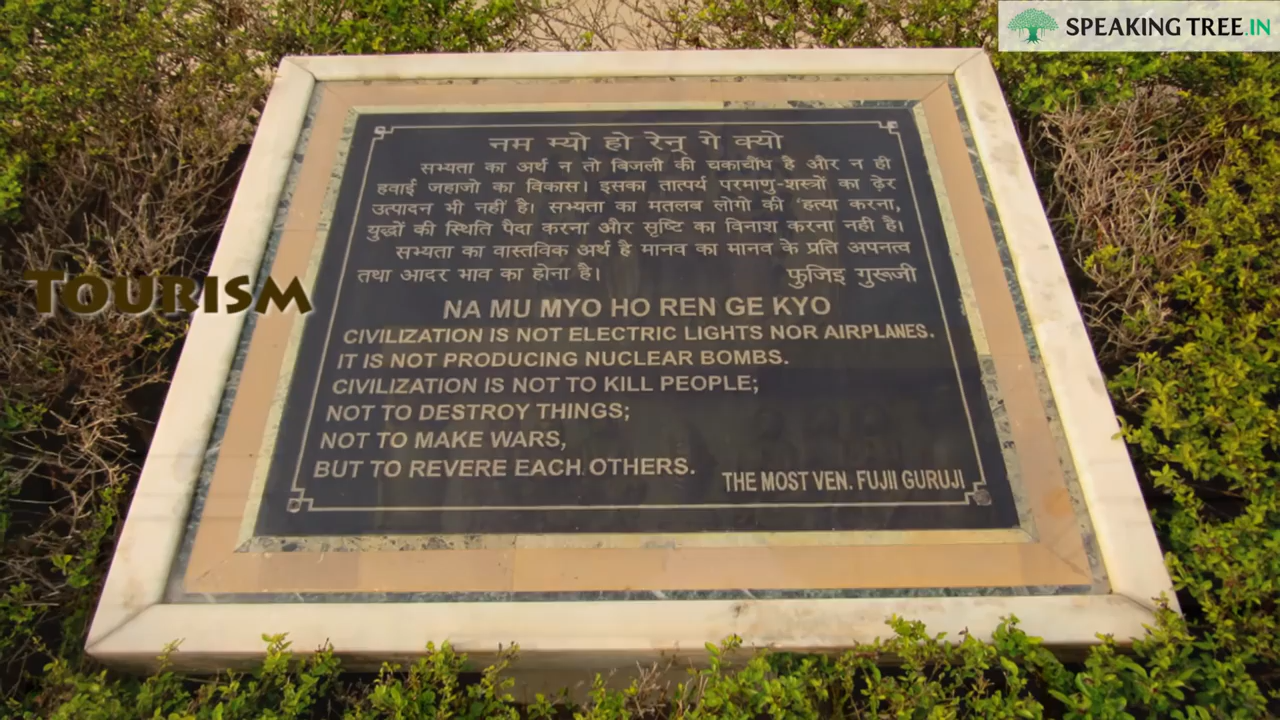 SPEAKING TREE.IN
नम म्यो हो रेन् गे क्यो
सभ्यता का अर्थ न तो बिजली की चकाचौंध है और न ही
हवाई जहाजो का विकास। इसका तात्पर्य परमाणु-शस्त्रों का ढ़ेर
उत्पादन भी नहीं है। सभ्यता का मतलब लोगो की 'हत्या करना,
युद्धों की स्थिति पैदा करना और सृष्टि का विनाश करना नही है।
सभ्यता का वास्तविक अर्थ है मानव का मानव के प्रति अपनत्व
तथा आदर भाव का होना है। फुजिइ गुरूजी
TOURISM
NA MU MYO HO REN GE KYO
CIVILIZATION IS NOT ELECTRIC LIGHTS NOR AIRPLANES.
IT IS NOT PRODUCING NUCLEAR BOMBS.
CIVILIZATION IS NOT TO KILL PEOPLE;
NOT TO DESTROY THINGS;
NOT TO MAKE WARS,
BUT TO REVERE EACH OTHERS.
THE MOST VEN. FUJII GURUJI